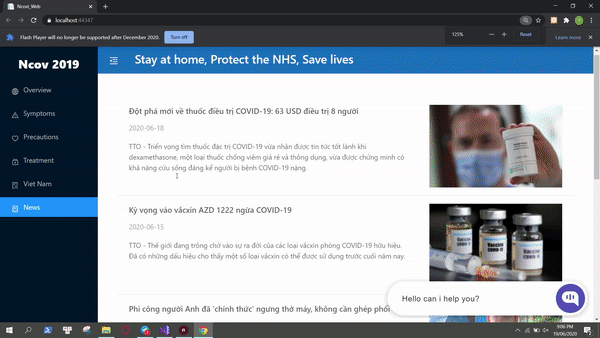 Ncovi_Web
localhost:44347
Flash Player will no longer be supported after December 2020.
Turn off
125%
Reset
Learn more
Ncov 2019
Stay at home, Protect the NHS, Save lives
Overview
Symptoms
Precautions
Treatment
Viet Nam
News
Đột phá mới về thuốc điều trị COVID-19: 63 USD điều trị 8 người
2020-06-18
TTO - Triển vọng tìm thuốc đặc trị COVID-19 vừa nhận được tin tức tốt lành khi
dexamethasone, một loại thuốc chống viêm giá rẻ và thông dụng, vừa được chứng minh có
khả năng cứu sống đáng kể người bị bệnh COVID-19 nặng.
Kỳ vọng vào vắcxin AZD 1222 ngừa COVID-19
2020-06-15
TTO - Thế giới đang trông chờ vào sự ra đời của các loại vắcxin phòng COVID-19 hữu hiệu.
Đã có những dấu hiệu cho thấy một số loại vắcxin có thể được sử dụng trước cuối năm nay.
Vaccine
Vaccine
Vaccine
Phi công người Anh đã 'chính thức' ngưng thở máy, không cần ghép phổi
Hello can i help you?
9:06 PM
19/06/2020